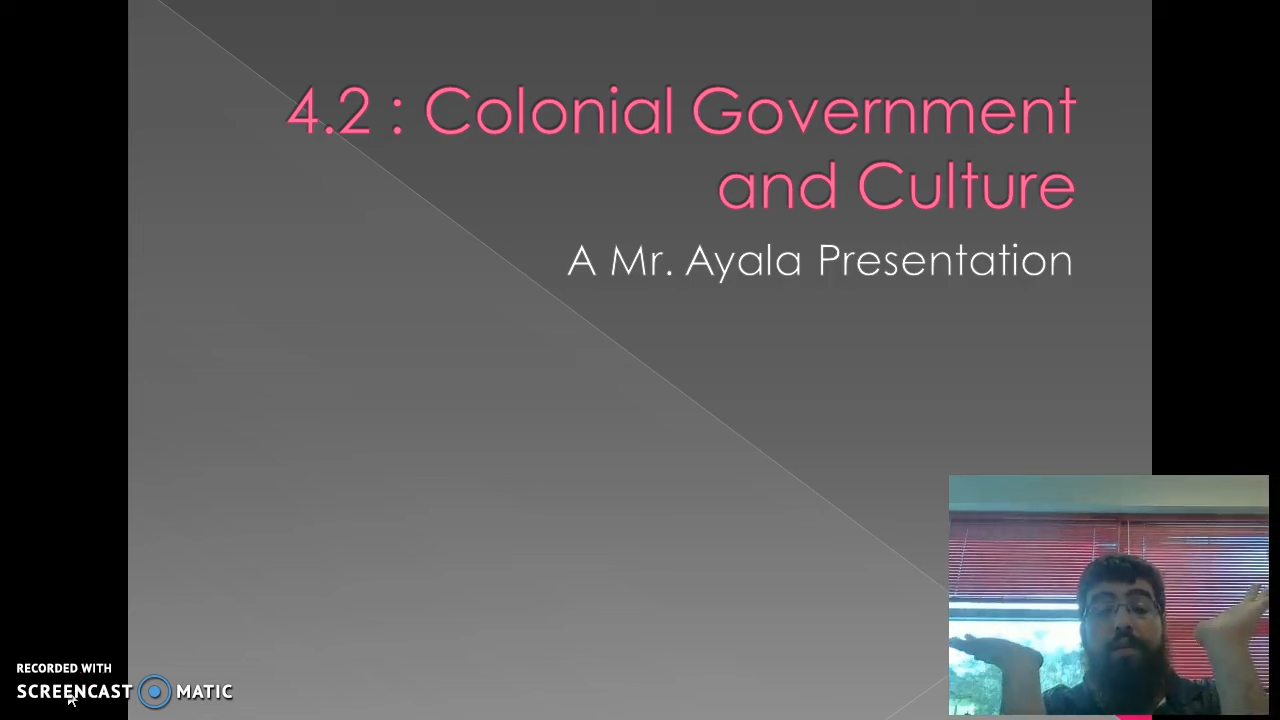 4.2 : Colonial Government
and Culture
A Mr. Ayala Presentation
RECORDED WITH
SCREENCAST MATIC